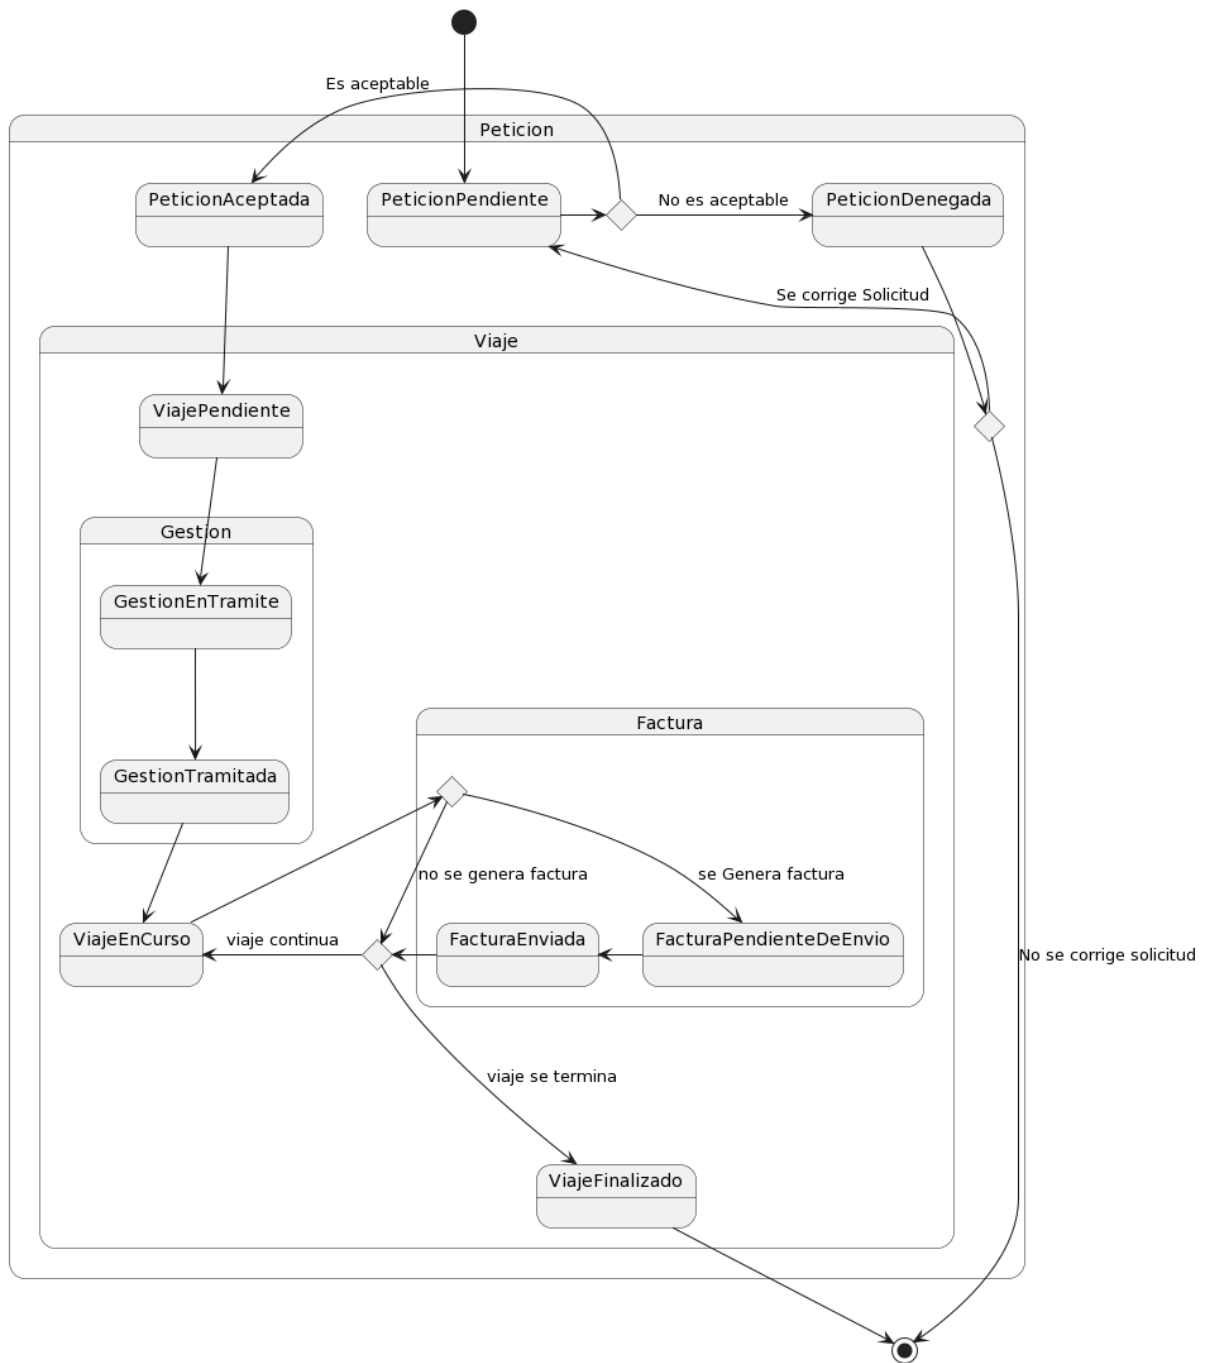 Es aceptable
Peticion
PeticionAceptada
PeticionPendiente
No es aceptable
PeticionDenegada
Se corrige Solicitud
Viaje
ViajePendiente
Gestion
GestionEnTramite
Factura
GestionTramitada
no se genera factura
se Genera factura
ViajeEnCurso
viaje continua
FacturaEnviada
FacturaPendienteDeEnvio
No se corrige solicitud
viaje se termina
ViajeFinalizado